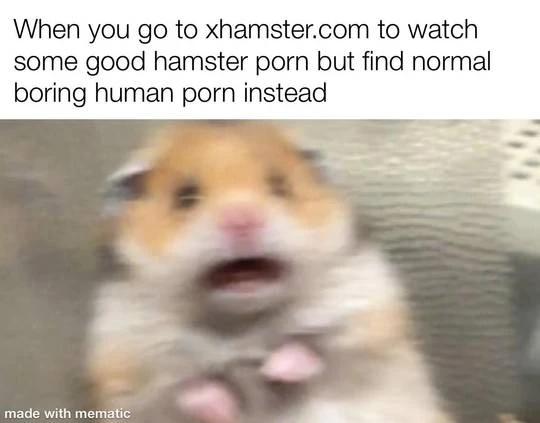 When you go to xhamster.com to watch
some good hamster porn but find normal
boring human porn instead
made with mematic